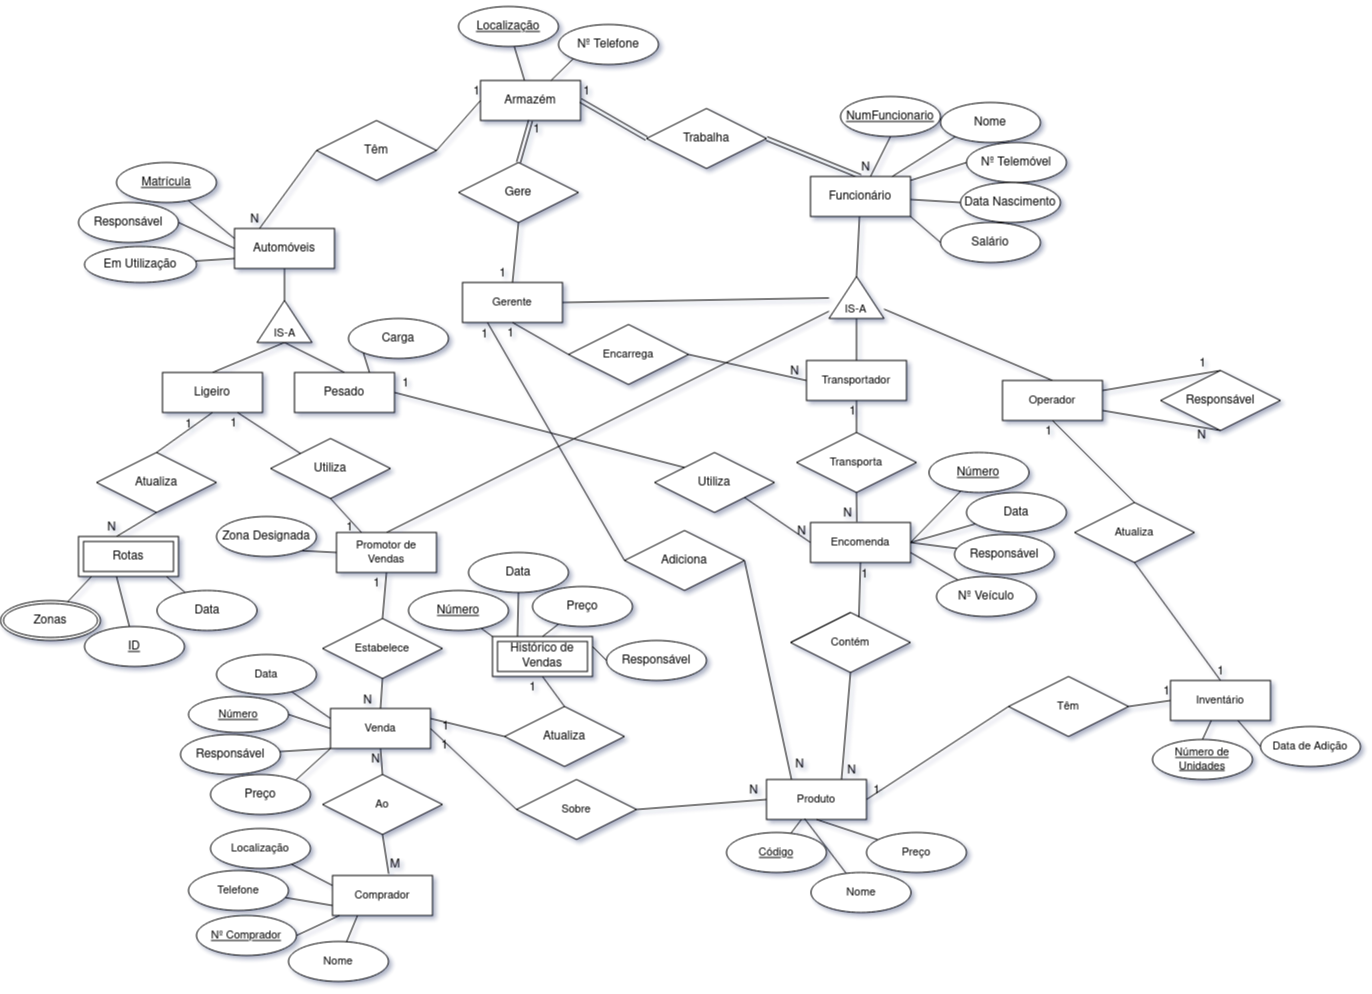 Localização
Nº Telefone
1
Armazém
1
1
NumFuncionario
Nome
Têm
Trabalha
N
Nº Telemóvel
Matrícula
Gere
Funcionário
Data Nascimento
Responsável
N
Salário
Automóveis
Em Utilização
1
Gerente
IS-A
1
1
IS-A
Carga
Encarrega
N
Transportador
1
Ligeiro
Pesado
1
1
Operador
Responsável
1
1
1
N
Atualiza
Utiliza
Utiliza
Transporta
Número
N
N
N
Data
Rotas
Zona Designada
1
Promotor de
Vendas
Adiciona
Encomenda
Responsável
Atualiza
Zonas
Data
ID
1
Data
Número
Preço
1
Nº Veículo
Estabelece
Histórico de
Vendas
Responsável
Contém
Data
N
1
1
1
Número
Venda
1
1
Atualiza
Têm
Inventário
Responsável
N
Número de
Unidades
Data de Adição
Preço
Ao
Sobre
N
N
N
Produto
1
Localização
M
Código
Preço
Telefone
Comprador
Nome
Nº Comprador
Nome